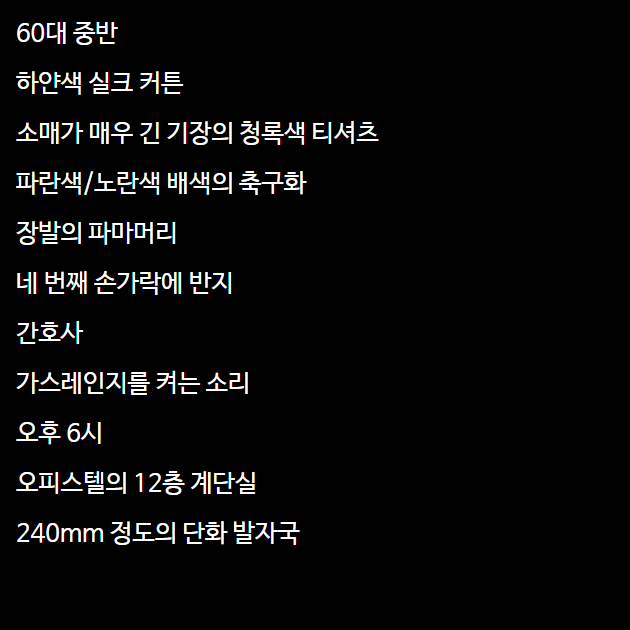 60대 중반
하얀색 실크 커튼
소매가 매우 긴 기장의 청록색 티셔츠
파란색/노란색 배색의 축구화
장발의 파마머리
네 번째 손가락에 반지
간호사
가스레인지를 켜는 소리
오후 6시
오피스텔의 12층 계단실
240mm 정도의 단화 발자국